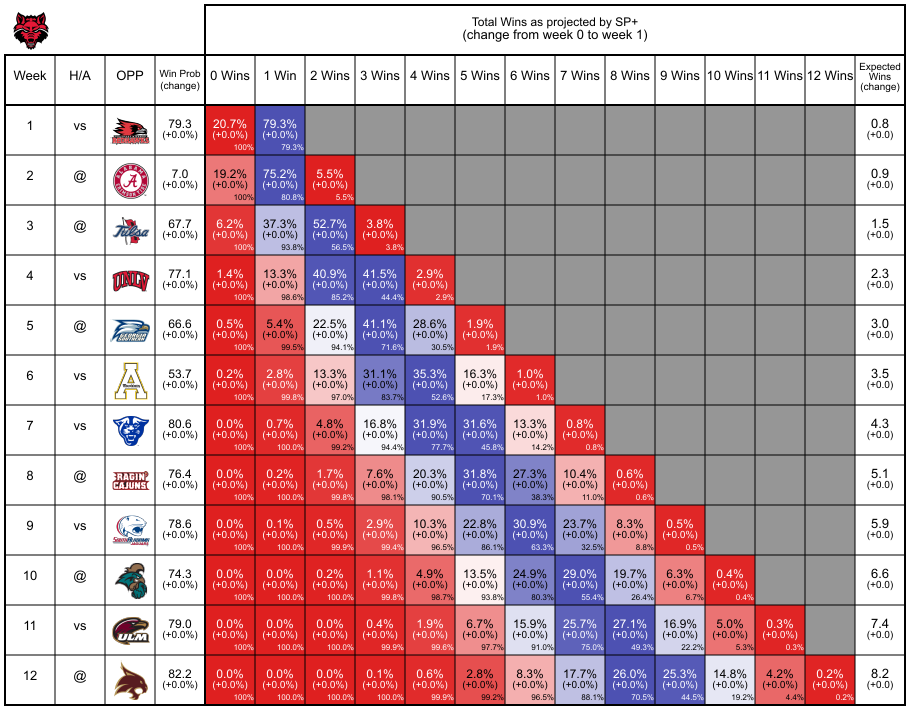 Total Wins as projected by SP+
(change from week 0 to week 1)
Week H/A OPP Win Prob (change) 0 Wins 1 Win 2 Wins 3 Wins 4 Wins 5 Wins 6 Wins 7 Wins 8 Wins 9 Wins 10 Wins 11 Wins 12 Wins Expected Wins (change)
1 vs 79.3 20.7% 79.3% 0.8
(+0.0%) (+0.0%) (+0.0%) (+0.0)
100% 79.3%
2 @ ALABAMA A 7.0 19.2% 75.2% 5.5% 0.9
(+0.0%) (+0.0%) (+0.0%) (+0.0%) (+0.0)
100% 80.8% 5.5%
3 @ Tulsa 67.7 6.2% 37.3% 52.7% 3.8% 1.5
(+0.0%) (+0.0%) (+0.0%) (+0.0%) (+0.0%) (+0.0)
100% 93.8% 56.5% 3.8%
4 vs UNLV 77.1 1.4% 13.3% 40.9% 41.5% 2.9% 2.3
(+0.0%) (+0.0%) (+0.0%) (+0.0%) (+0.0%) (+0.0%) (+0.0)
100% 98.6% 85.2% 44.4% 2.9%
5 @ GEORGIA SOUTHERN 66.6 0.5% 5.4% 22.5% 41.1% 28.6% 1.9% 3.0
(+0.0%) (+0.0%) (+0.0%) (+0.0%) (+0.0%) (+0.0%) (+0.0%) (+0.0)
100% 99.5% 94.1% 71.6% 30.5% 1.9%
6 vs A 53.7 0.2% 2.8% 13.3% 31.1% 35.3% 16.3% 1.0% 3.5
(+0.0%) (+0.0%) (+0.0%) (+0.0%) (+0.0%) (+0.0%) (+0.0%) (+0.0%) (+0.0)
100% 99.8% 97.0% 83.7% 52.6% 17.3% 1.0%
7 vs 80.6 0.0% 0.7% 4.8% 16.8% 31.9% 31.6% 13.3% 0.8% 4.3
(+0.0%) (+0.0%) (+0.0%) (+0.0%) (+0.0%) (+0.0%) (+0.0%) (+0.0%) (+0.0%) (+0.0)
100% 100.0% 99.2% 94.4% 77.7% 45.8% 14.2% 0.8%
8 @ RAGIN' CAJUNS 76.4 0.0% 0.2% 1.7% 7.6% 20.3% 31.8% 27.3% 10.4% 0.6% 5.1
(+0.0%) (+0.0%) (+0.0%) (+0.0%) (+0.0%) (+0.0%) (+0.0%) (+0.0%) (+0.0%) (+0.0%) (+0.0)
100% 100.0% 99.8% 98.1% 90.5% 70.1% 38.3% 11.0% 0.6%
9 vs SOUTH ALABAMA 78.6 0.0% 0.1% 0.5% 2.9% 10.3% 22.8% 30.9% 23.7% 8.3% 0.5% 5.9
(+0.0%) (+0.0%) (+0.0%) (+0.0%) (+0.0%) (+0.0%) (+0.0%) (+0.0%) (+0.0%) (+0.0%) (+0.0%) (+0.0)
100% 100.0% 99.9% 99.4% 96.5% 86.1% 63.3% 32.5% 8.8% 0.5%
10 @ 74.3 0.0% 0.0% 0.2% 1.1% 4.9% 13.5% 24.9% 29.0% 19.7% 6.3% 0.4% 6.6
(+0.0%) (+0.0%) (+0.0%) (+0.0%) (+0.0%) (+0.0%) (+0.0%) (+0.0%) (+0.0%) (+0.0%) (+0.0%) (+0.0%) (+0.0)
100% 100.0% 100.0% 99.8% 98.7% 93.8% 80.3% 55.4% 26.4% 6.7% 0.4%
11 vs ULM 79.0 0.0% 0.0% 0.0% 0.4% 1.9% 6.7% 15.9% 25.7% 27.1% 16.9% 5.0% 0.3% 7.4
(+0.0%) (+0.0%) (+0.0%) (+0.0%) (+0.0%) (+0.0%) (+0.0%) (+0.0%) (+0.0%) (+0.0%) (+0.0%) (+0.0%) (+0.0%) (+0.0)
100% 100.0% 100.0% 99.9% 99.6% 97.7% 91.0% 75.0% 49.3% 22.2% 5.3% 0.3%
12 @ 82.2 0.0% 0.0% 0.0% 0.1% 0.6% 2.8% 8.3% 17.7% 26.0% 25.3% 14.8% 4.2% 0.2% 8.2
(+0.0%) (+0.0%) (+0.0%) (+0.0%) (+0.0%) (+0.0%) (+0.0%) (+0.0%) (+0.0%) (+0.0%) (+0.0%) (+0.0%) (+0.0%) (+0.0%) (+0.0)
100% 100.0% 100.0% 100.0% 99.9% 99.2% 96.5% 88.1% 70.5% 44.5% 19.2% 4.4% 0.2%